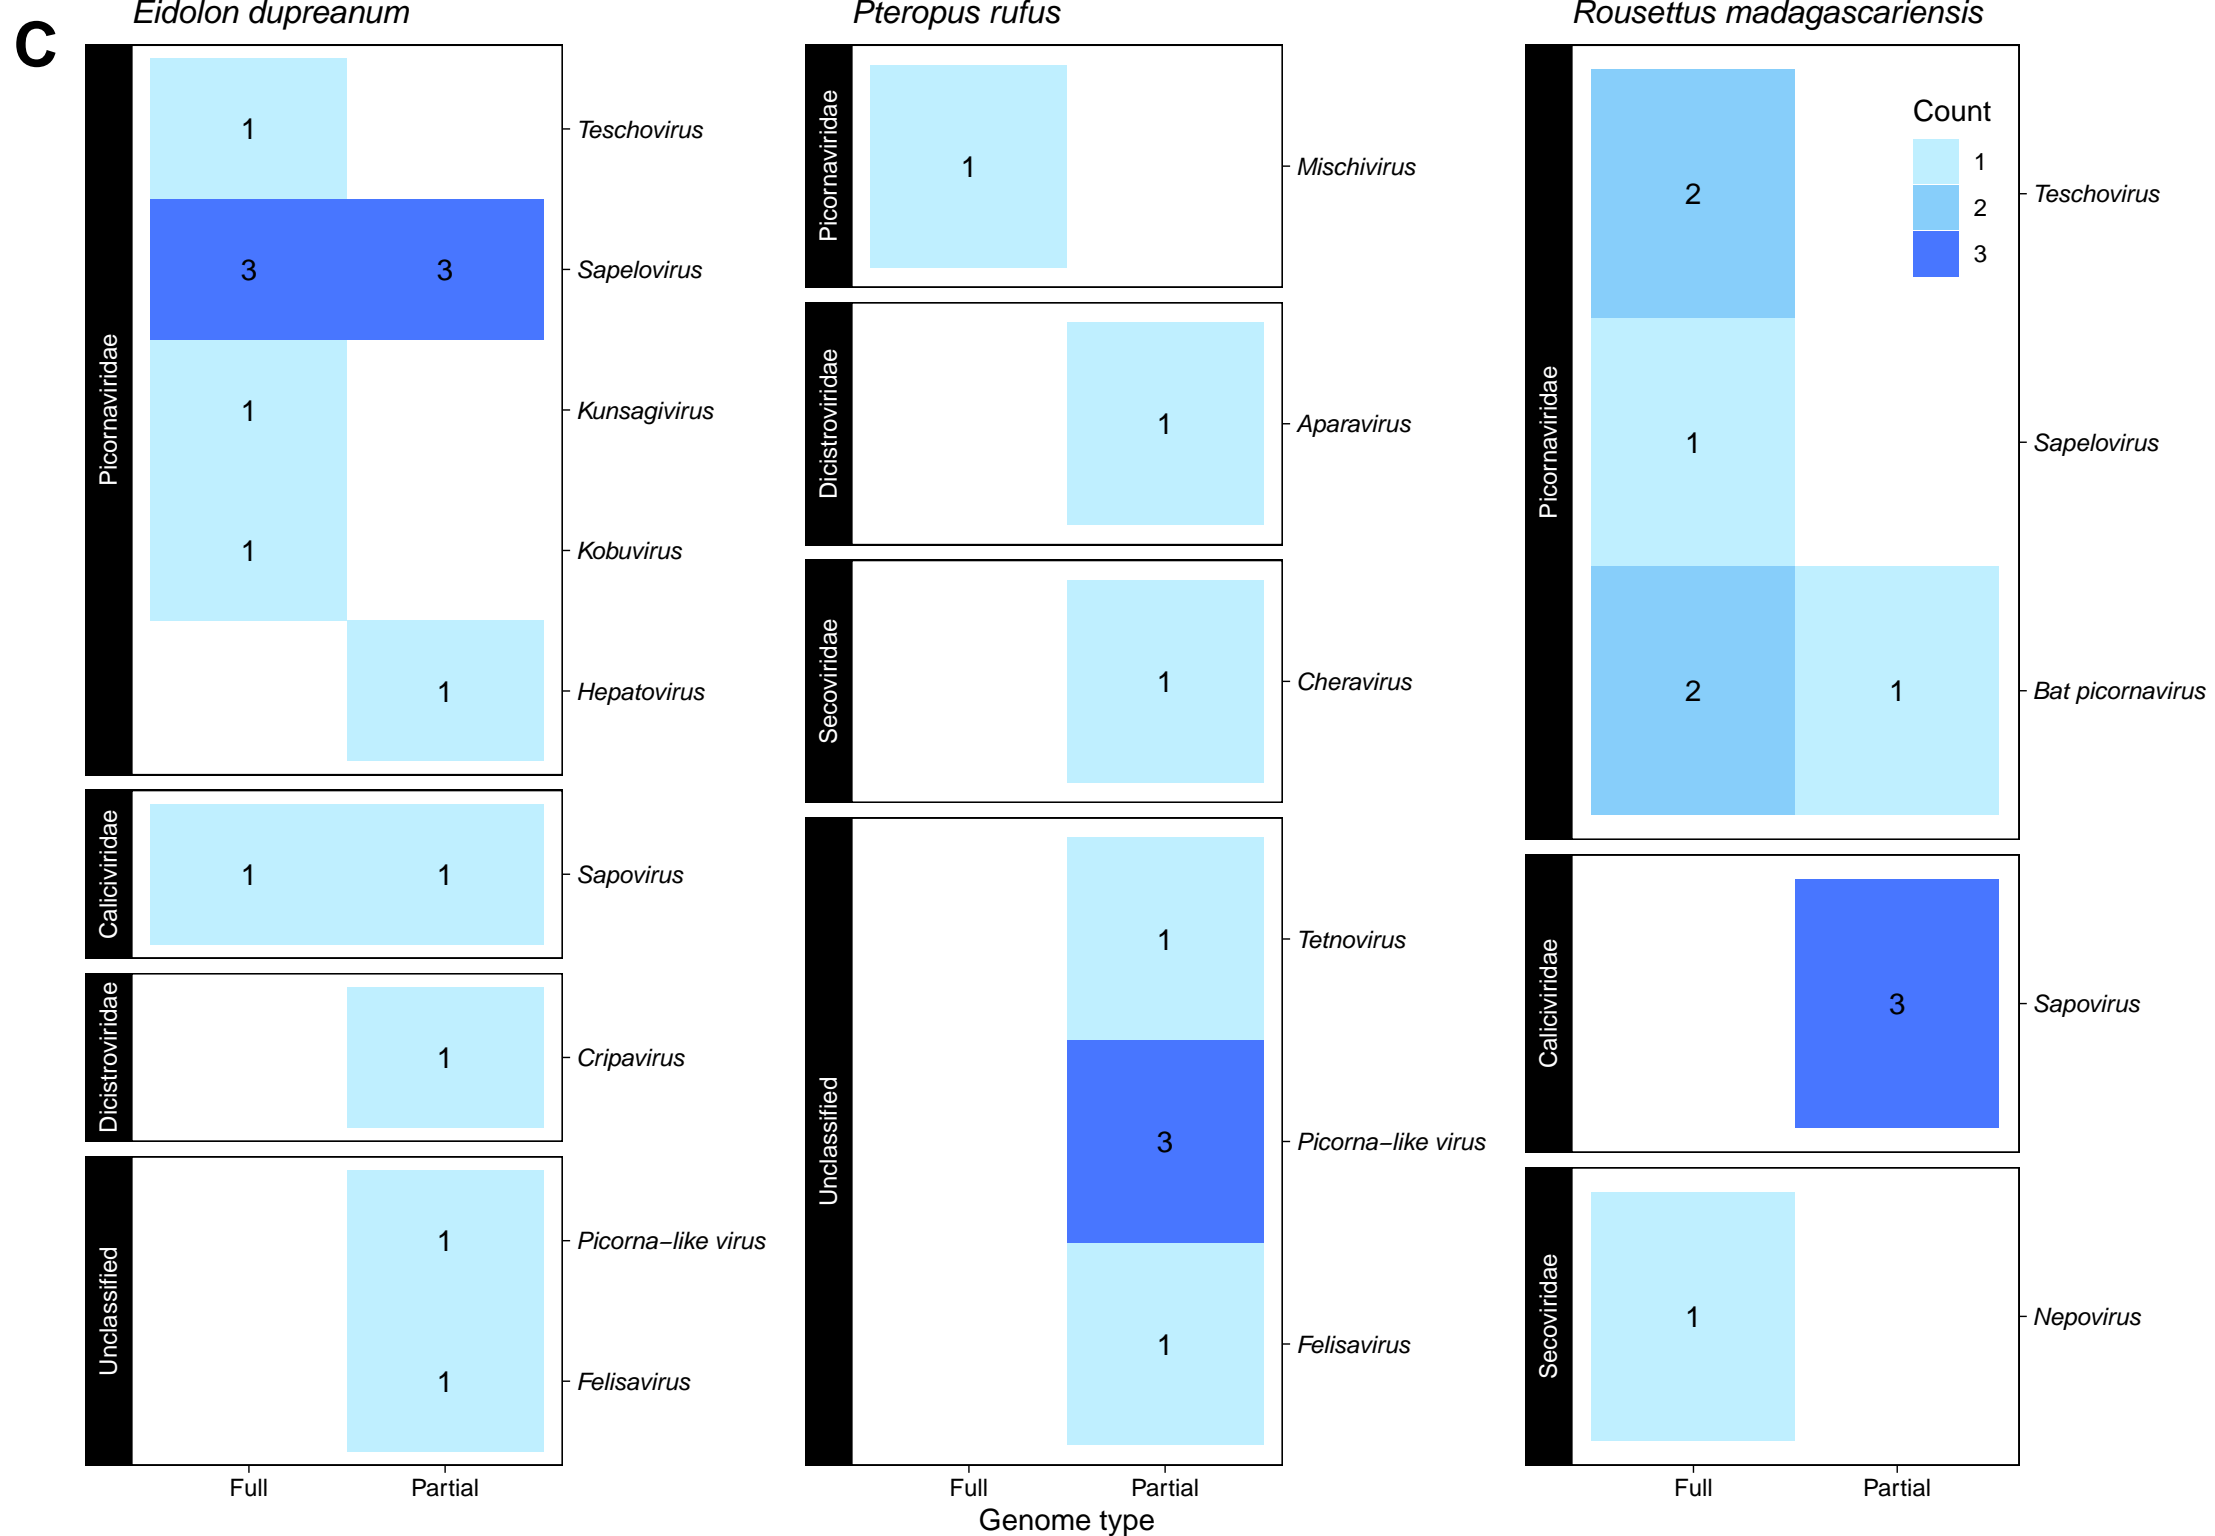 C
Eidolon dupreanum
Picornaviridae
1
Teschovirus
3 3
Sapelovirus
1
Kunsagivirus
1
Kobuvirus
1
Hepatovirus
Caliciviridae
1 1
Sapovirus
Dicistroviridae
1
Cripavirus
Unclassified
1
Picorna−like virus
1
Felisavirus
Full Partial
Pteropus rufus
Picornaviridae
1
Mischivirus
Dicistroviridae
1
Aparavirus
Secoviridae
1
Cheravirus
Unclassified
1
Tetnovirus
3
Picorna−like virus
1
Felisavirus
Full Partial
Genome type
Rousettus madagascariensis
Picornaviridae
Count
1
2
3
2
Teschovirus
1
Sapelovirus
2 1
Bat picornavirus
Caliciviridae
3
Sapovirus
Secoviridae
1
Nepovirus
Full Partial